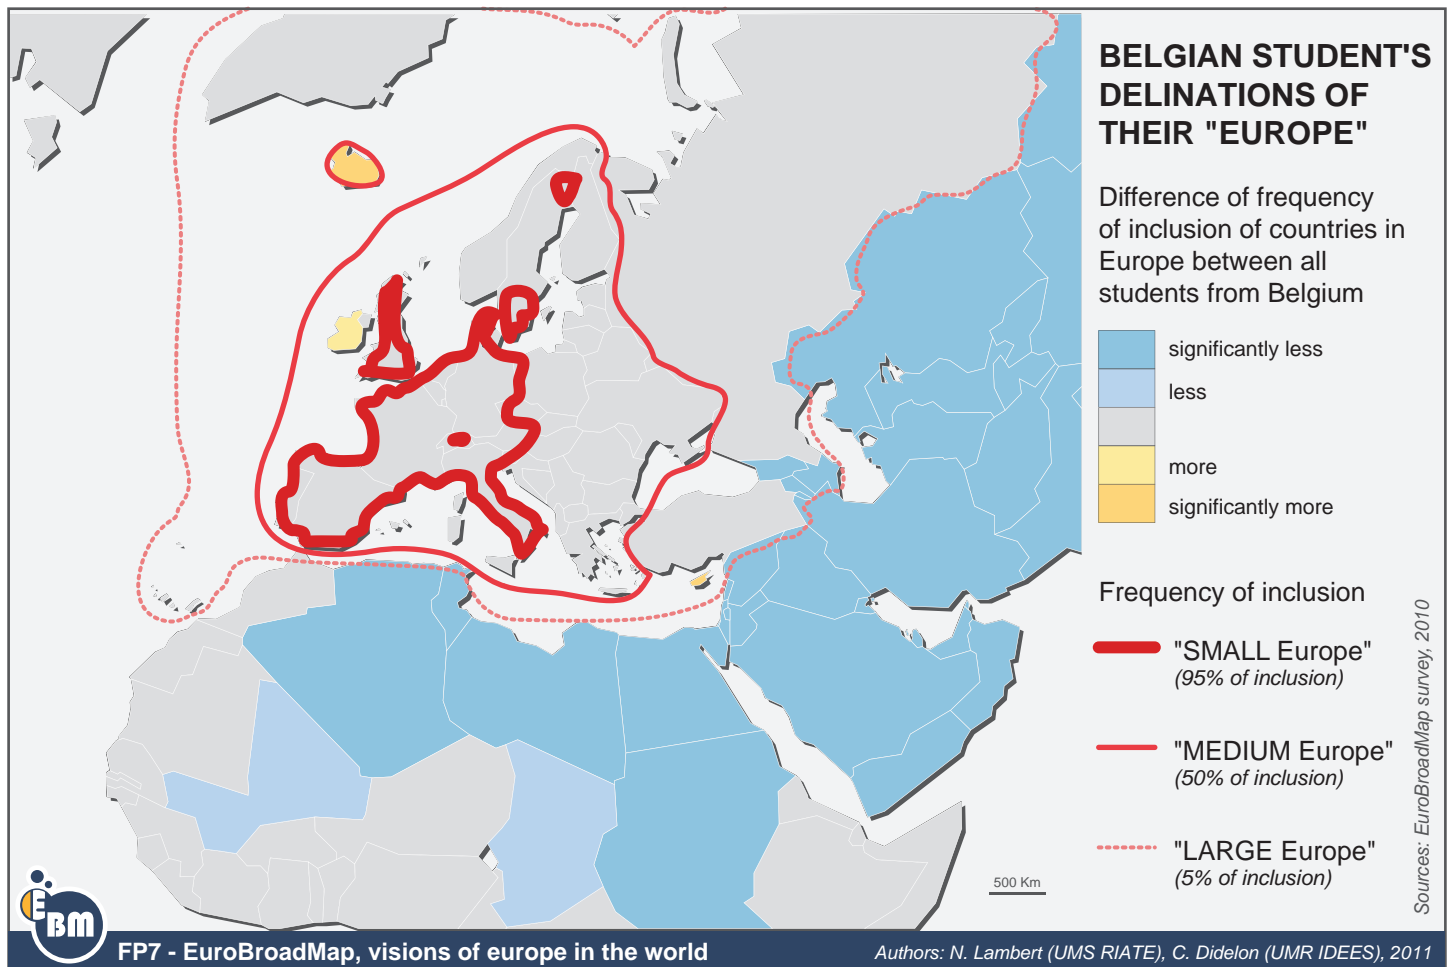 BELGIAN STUDENT'S
DELINATIONS OF
THEIR "EUROPE"
Difference of frequency
of inclusion of countries in
Europe between all
students from Belgium
significantly less
less
more
significantly more
Frequency of inclusion
"SMALL Europe"
(95% of inclusion)
"MEDIUM Europe"
(50% of inclusion)
"LARGE Europe"
(5% of inclusion)
500 Km
Sources: EuroBroadMap survey, 2010
EBM
FP7 - EuroBroadMap, visions of europe in the world
Authors: N. Lambert (UMS RIATE), C. Didelon (UMR IDEES), 2011